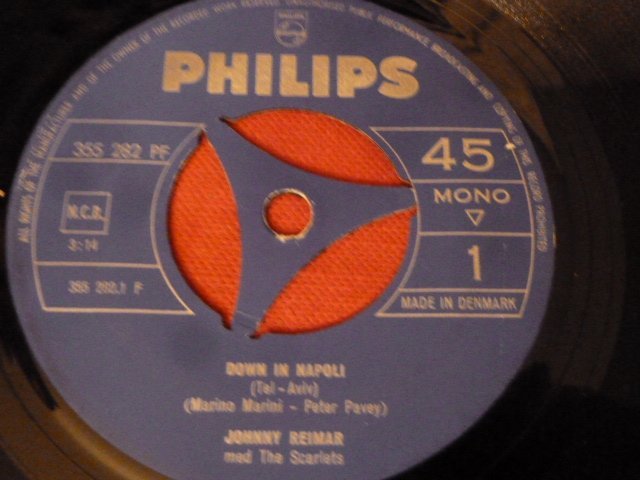 PHILIPS
PHILIPS
355 282 PF
N.C.B.
3:14
355 282.1 F
45
MONO
1
MADE IN DENMARK
DOWN IN NAPOLI
(Tel-Aviv)
(Marino Marini - Peter Pavey)
JOHNNY REIMAR
med The Scarlets